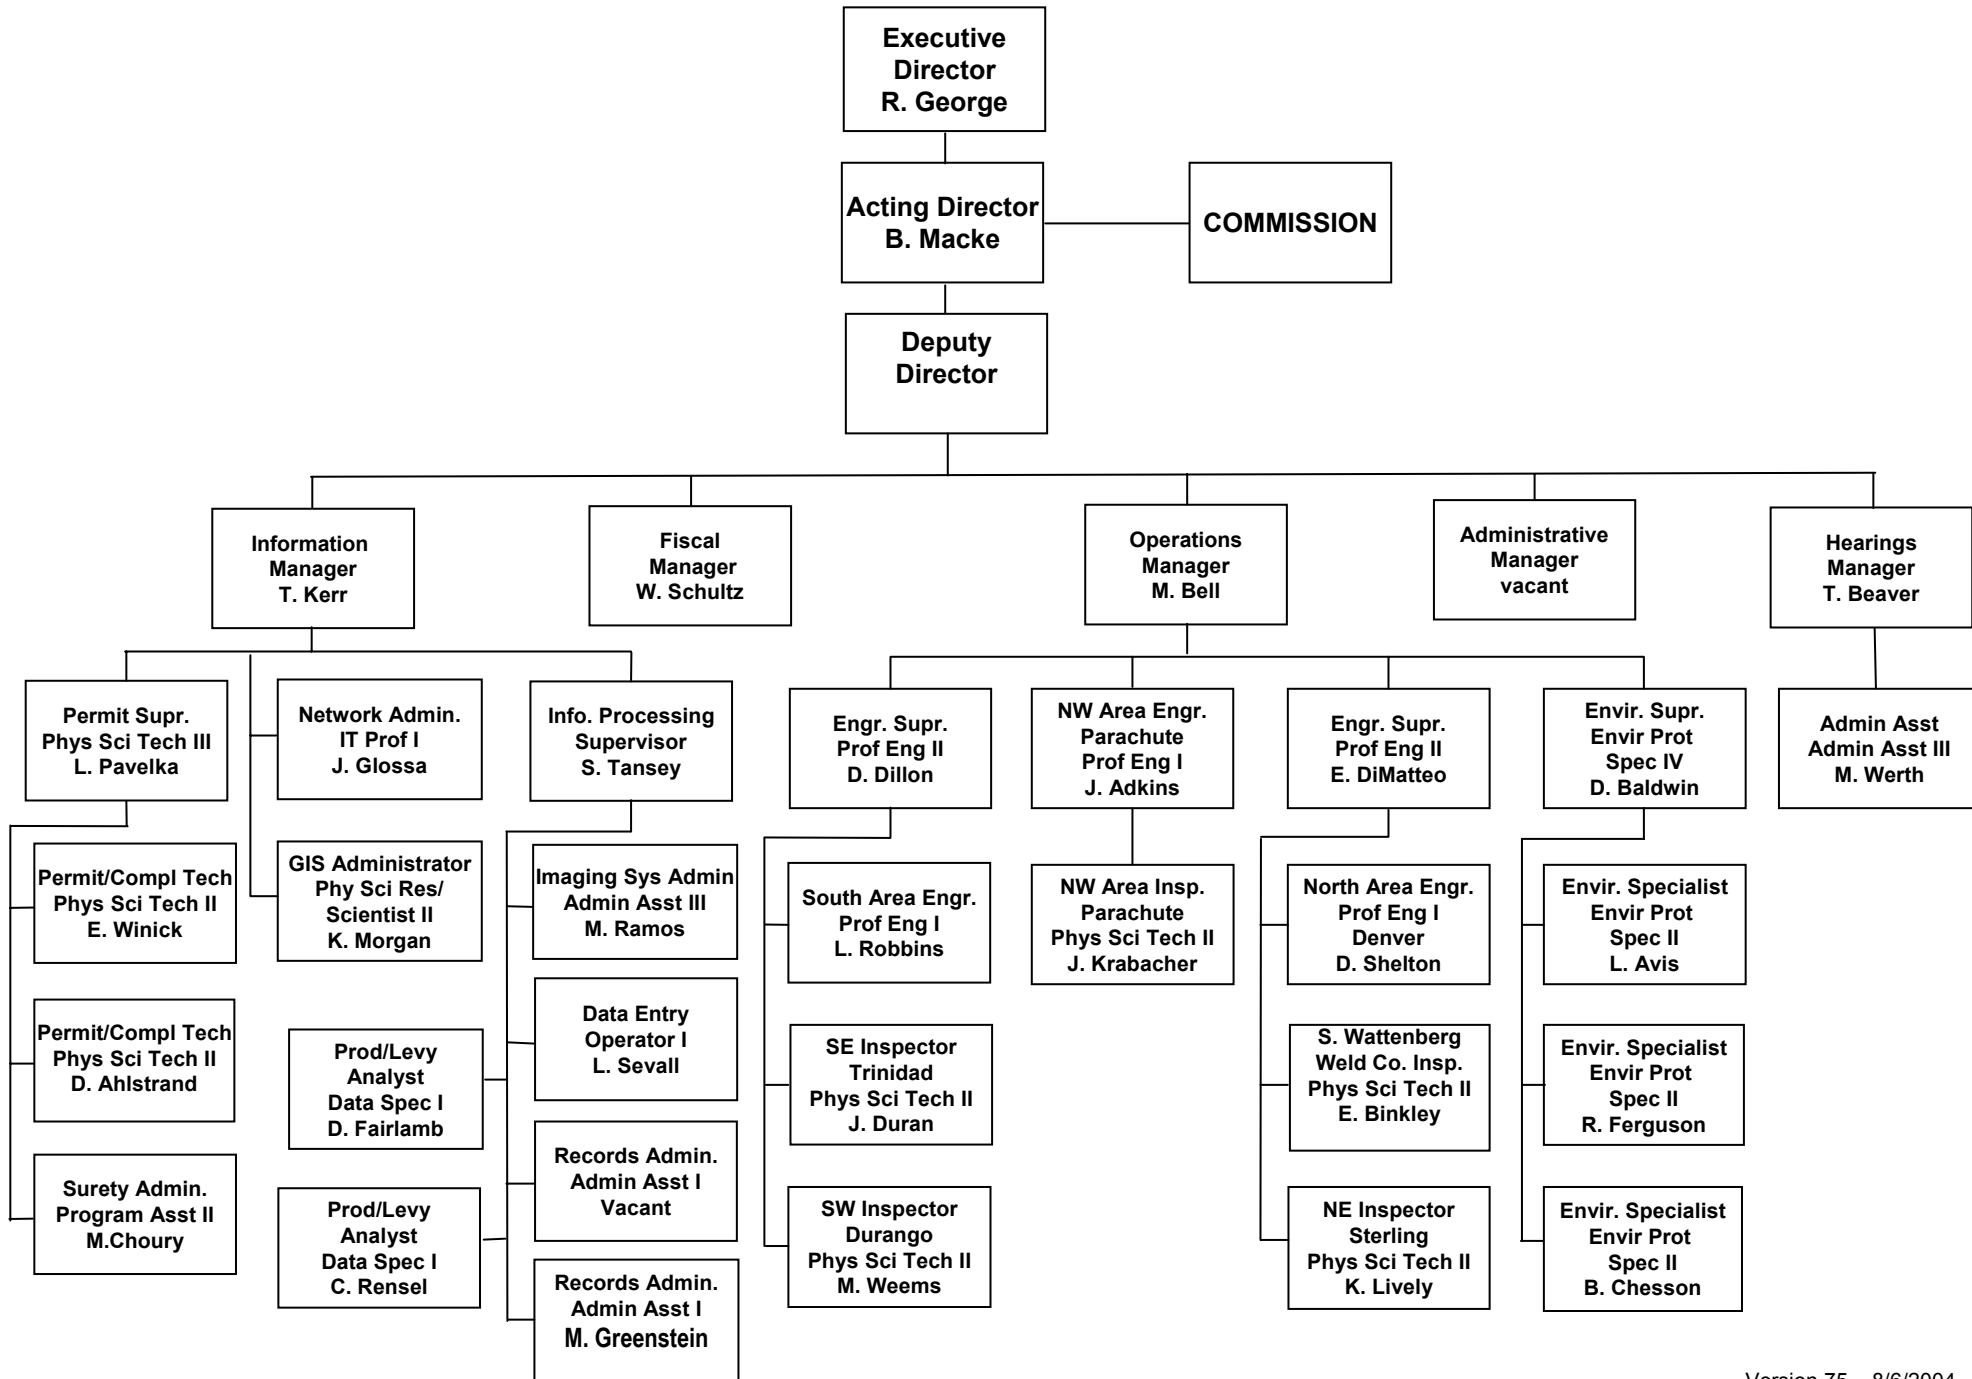 Executive
Director
R. George
Acting Director
B. Macke
COMMISSION
Deputy
Director
Information
Manager
T. Kerr
Fiscal
Manager
W. Schultz
Operations
Manager
M. Bell
Administrative
Manager
vacant
Hearings
Manager
T. Beaver
Permit Supr.
Phys Sci Tech III
L. Pavelka
Network Admin.
IT Prof I
J. Glossa
Info. Processing
Supervisor
S. Tansey
Engr. Supr.
Prof Eng II
D. Dillon
NW Area Engr.
Parachute
Prof Eng I
J. Adkins
Engr. Supr.
Prof Eng II
E. DiMatteo
Envir. Supr.
Envir Prot
Spec IV
D. Baldwin
Admin Asst
Admin Asst III
M. Werth
Permit/Compl Tech
Phys Sci Tech II
E. Winick
GIS Administrator
Phy Sci Res/
Scientist II
K. Morgan
Imaging Sys Admin
Admin Asst III
M. Ramos
South Area Engr.
Prof Eng I
L. Robbins
NW Area Insp.
Parachute
Phys Sci Tech II
J. Krabacher
North Area Engr.
Prof Eng I
Denver
D. Shelton
Envir. Specialist
Envir Prot
Spec II
L. Avis
Permit/Compl Tech
Phys Sci Tech II
D. Ahlstrand
Prod/Levy
Analyst
Data Spec I
D. Fairlamb
Data Entry
Operator I
L. Sevall
SE Inspector
Trinidad
Phys Sci Tech II
J. Duran
S. Wattenberg
Weld Co. Insp.
Phys Sci Tech II
E. Binkley
Envir. Specialist
Envir Prot
Spec II
R. Ferguson
Surety Admin.
Program Asst II
M.Choury
Prod/Levy
Analyst
Data Spec I
C. Rensel
Records Admin.
Admin Asst I
Vacant
Records Admin.
Admin Asst I
M. Greenstein
SW Inspector
Durango
Phys Sci Tech II
M. Weems
NE Inspector
Sterling
Phys Sci Tech II
K. Lively
Envir. Specialist
Envir Prot
Spec II
B. Chesson
Version 75 8/6/2004